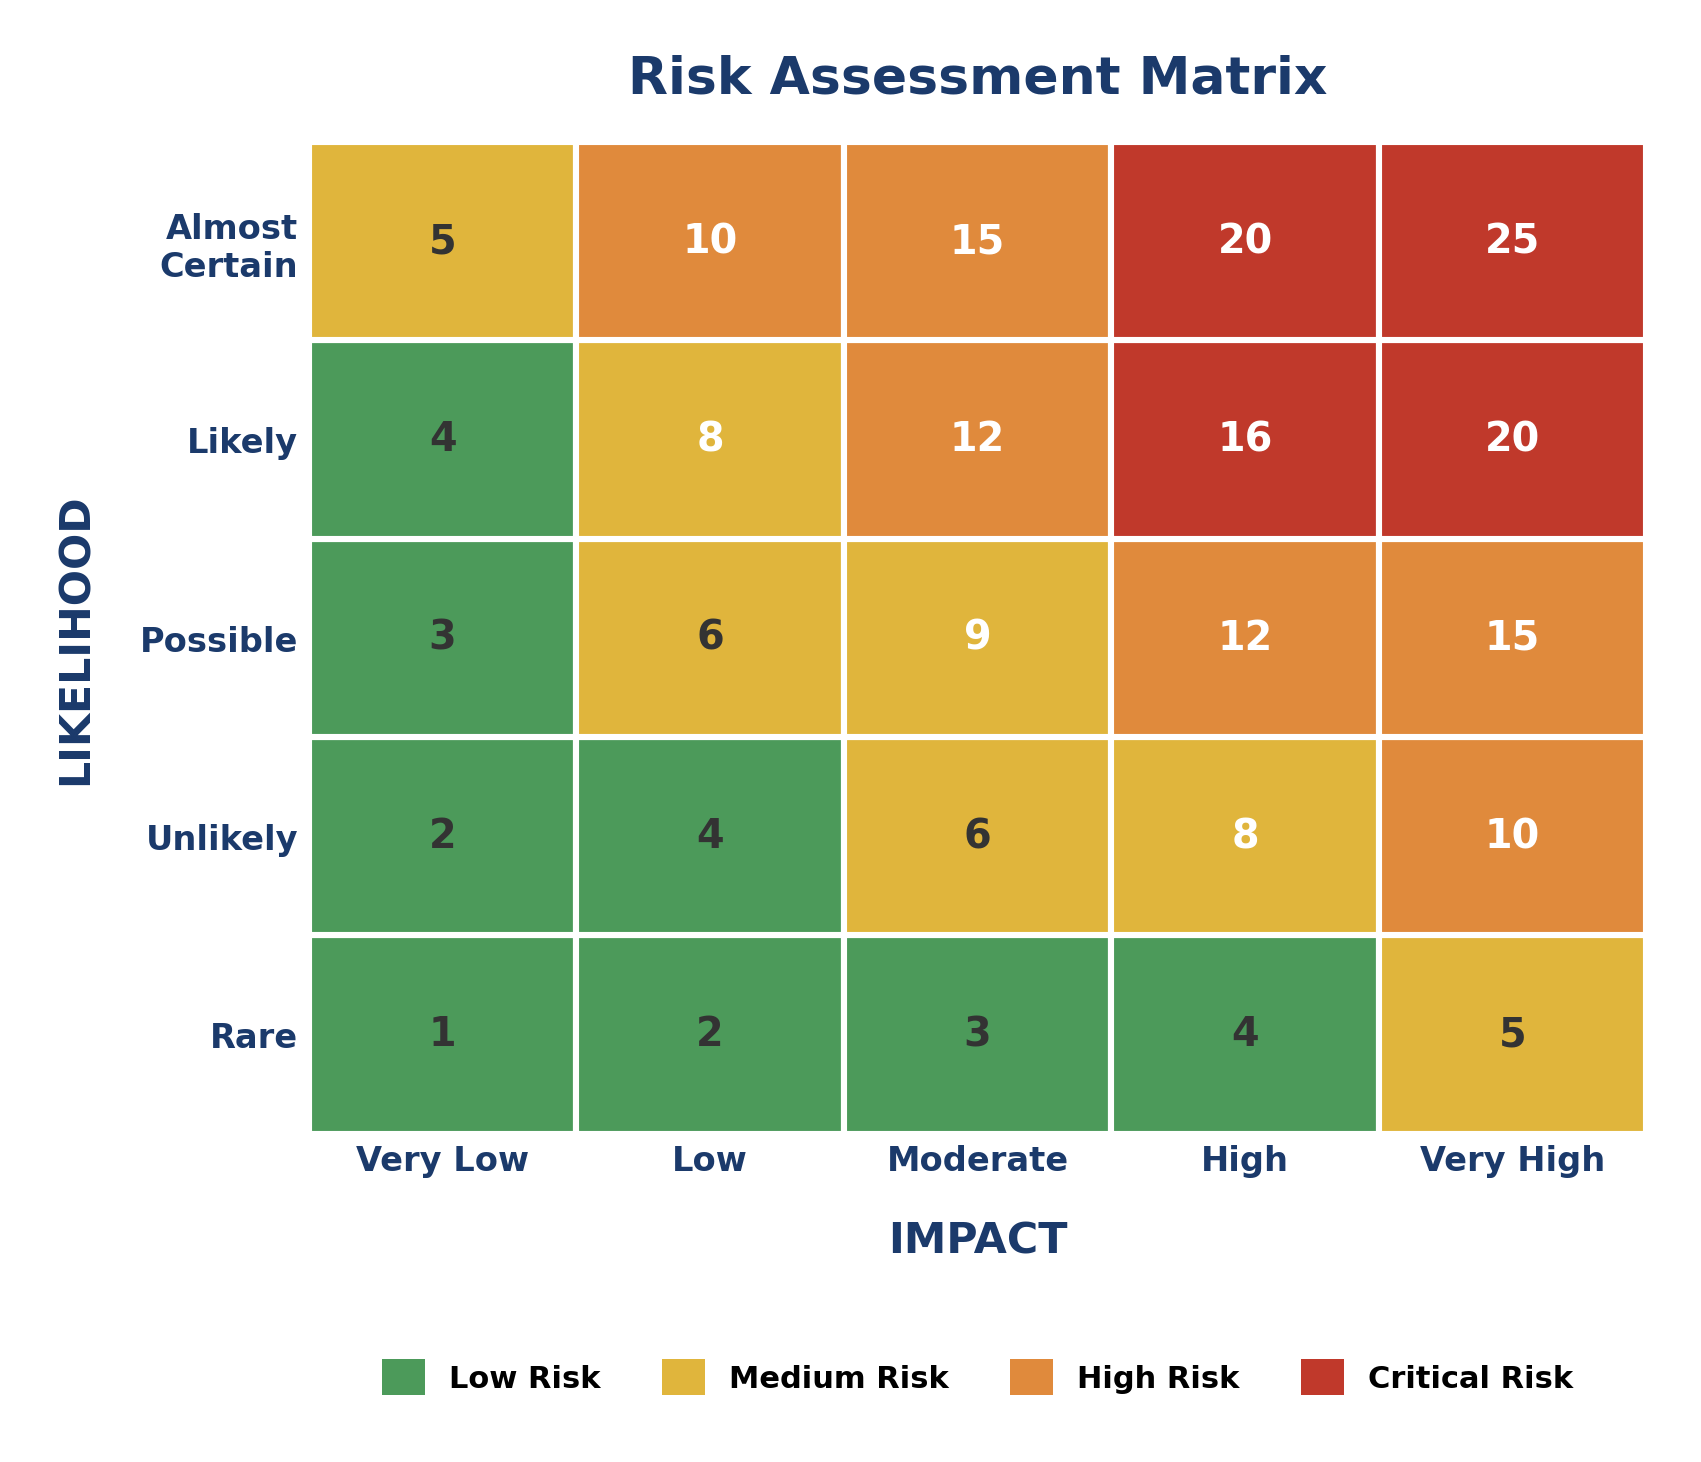 Risk Assessment Matrix
Almost
Certain
5 10 15 20 25
Likely 4 8 12 16 20
LIKELIHOOD
Possible 3 6 9 12 15
Unlikely 2 4 6 8 10
Rare 1 2 3 4 5
Very Low Low Moderate High Very High
IMPACT
Low Risk Medium Risk High Risk Critical Risk